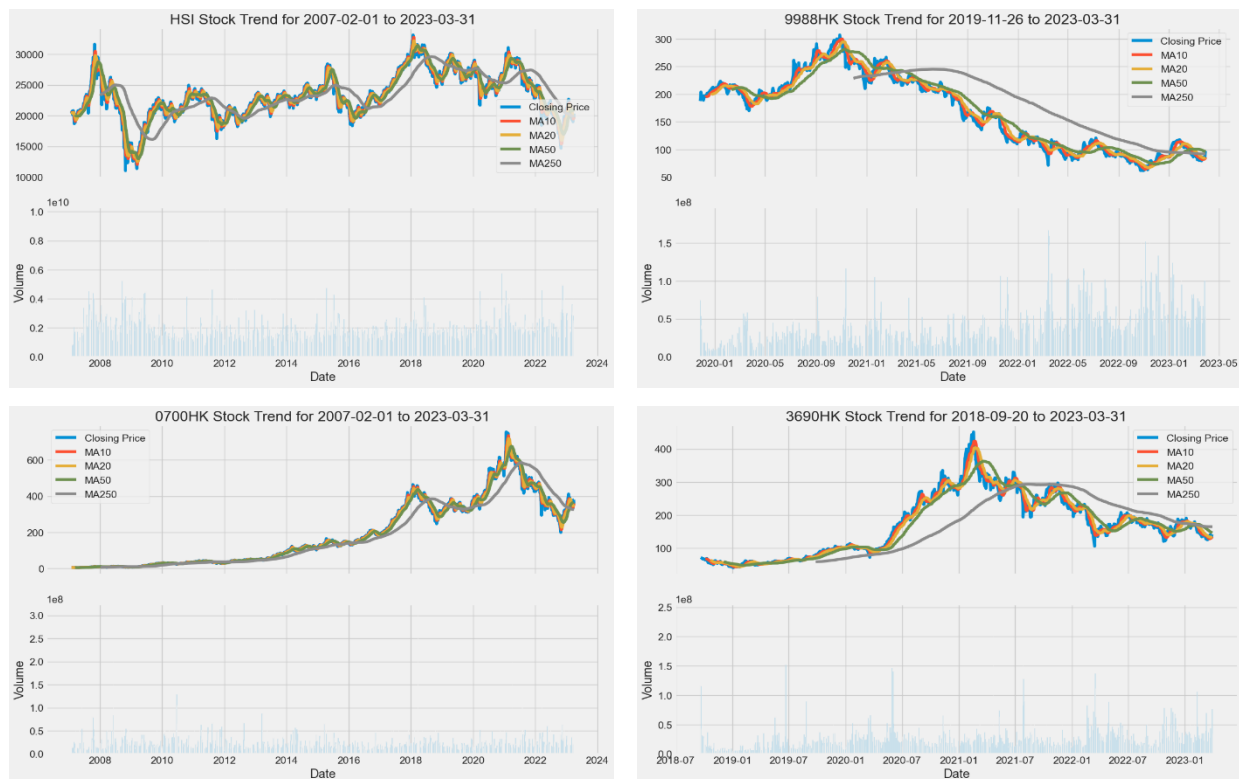 HSI Stock Trend for 2007-02-01 to 2023-03-31
30000
25000
20000
15000
10000
Closing Price
MA10
MA20
MA50
MA250
1e10
1.0
0.8
0.6
0.4
0.2
0.0
Volume
2008 2010 2012 2014 2016 2018 2020 2022 2024
Date
9988HK Stock Trend for 2019-11-26 to 2023-03-31
300
250
200
150
100
50
Closing Price
MA10
MA20
MA50
MA250
1e8
1.5
1.0
0.5
0.0
Volume
2020-01 2020-05 2020-09 2021-01 2021-05 2021-09 2022-01 2022-05 2022-09 2023-01 2023-05
Date
0700HK Stock Trend for 2007-02-01 to 2023-03-31
600
400
200
0
Closing Price
MA10
MA20
MA50
MA250
1e8
3.0
2.5
2.0
1.5
1.0
0.5
0.0
Volume
2008 2010 2012 2014 2016 2018 2020 2022 2024
Date
3690HK Stock Trend for 2018-09-20 to 2023-03-31
400
300
200
100
Closing Price
MA10
MA20
MA50
MA250
1e8
2.5
2.0
1.5
1.0
0.5
0.0
Volume
2018-07 2019-01 2019-07 2020-01 2020-07 2021-01 2021-07 2022-01 2022-07 2023-01
Date